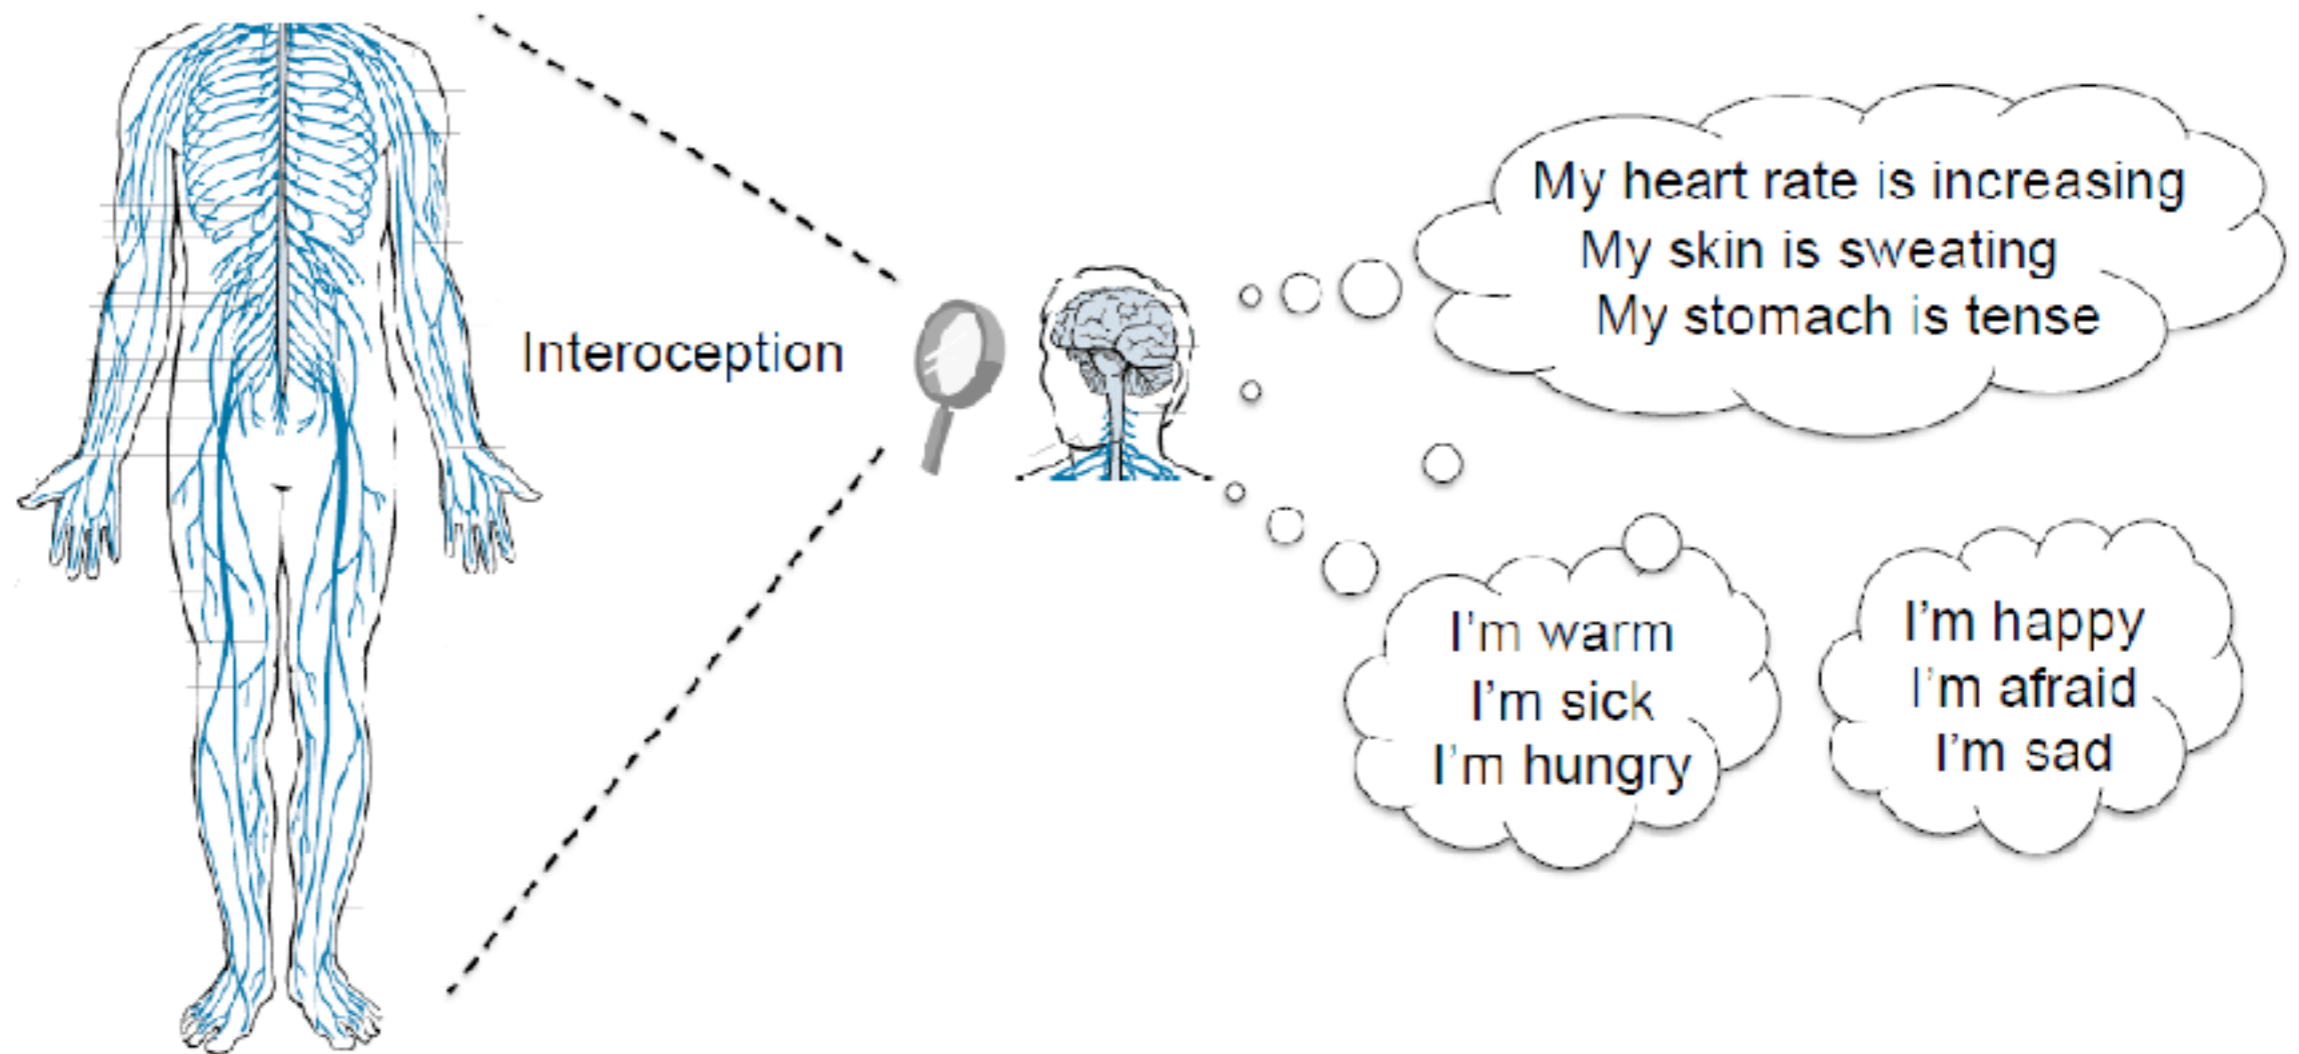 Interoception
My heart rate is increasing
My skin is sweating
My stomach is tense
I'm warm
I'm sick
I'm hungry
I'm happy
I'm afraid
I'm sad